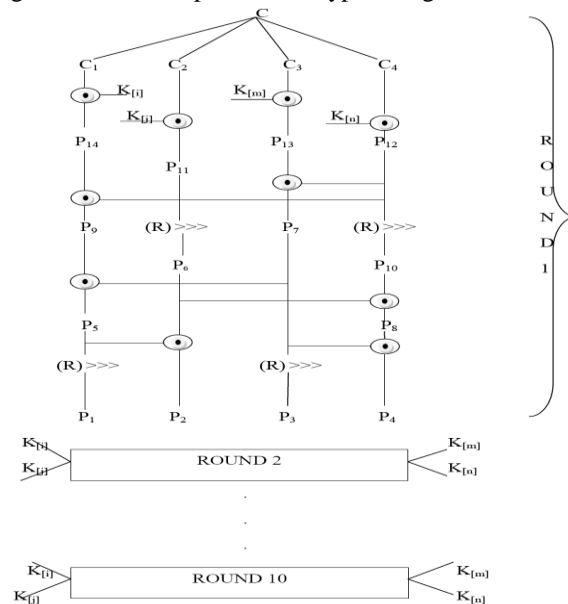 C
C1 C2 C3 C4
K[i] K[m]
K[j] K[n]
P14 P13 P12
P11
P9 (R) >>> P7 (R) >>>
P6 P10
P5 P8
(R) >>> (R) >>>
P1 P2 P3 P4
ROUND1
K[i] K[m]
ROUND 2
K[j] K[n]
.
.
.
K[i] K[m]
ROUND 10
K[j] K[n]